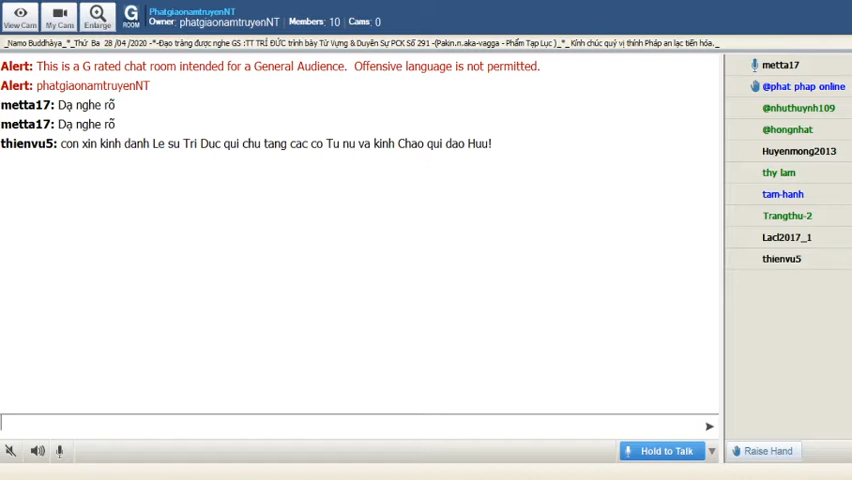 View Cam
My Cam
Enlarge
G
ROOM
PhatgiaonamtruyenNT
Owner: phatgiaonamtruyenNT Members: 10 Cams: 0
_Namo Buddhàya_*_Thứ Ba 28 /04 /2020 -*-Đạo tràng được nghe GS :TT TRÍ ĐỨC trình bày Từ Vựng & Duyên Sự PCK Số 291 -(Pakin.n.aka-vagga - Phẩm Tạp Lục )_*_ Kính chúc quý vị thính Pháp an lạc tiến hóa._
Alert: This is a G rated chat room intended for a General Audience. Offensive language is not permitted.
Alert: phatgiaonamtruyenNT
metta17: Dạ nghe rõ
metta17: Dạ nghe rõ
thienvu5: con xin kinh danh Le su Tri Duc qui chu tang cac co Tu nu va kinh Chao qui dao Huu!
metta17
@phat phap online
@nhuthuynh109
@hongnhat
Huyenmong2013
thy lam
tam-hanh
Trangthu-2
Lacl2017_1
thienvu5
Hold to Talk
Raise Hand